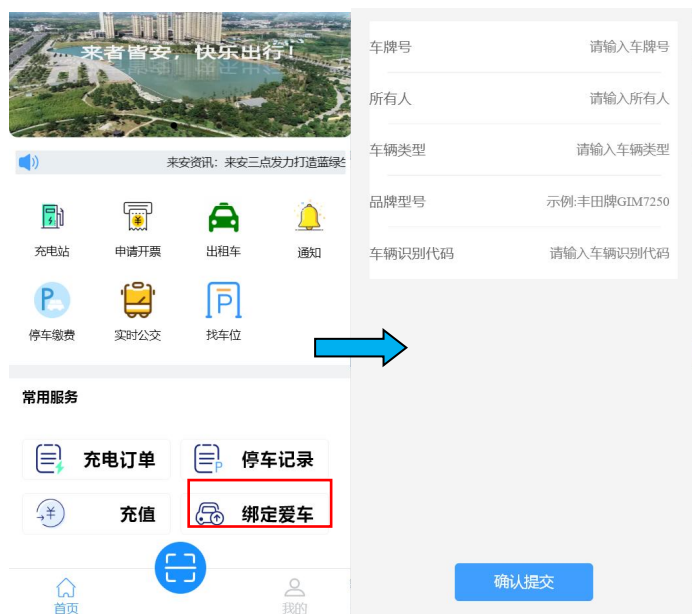 来者皆安，快乐出行！
来安资讯：来安三点发力打造蓝绿生
充电站
申请开票
出租车
通知
停车缴费
实时公交
找车位
常用服务
充电订单
停车记录
充值
绑定爱车
首页
我的
车牌号 请输入车牌号
所有人 请输入所有人
车辆类型 请输入车辆类型
品牌型号 示例:丰田牌GIM7250
车辆识别代码 请输入车辆识别代码
确认提交